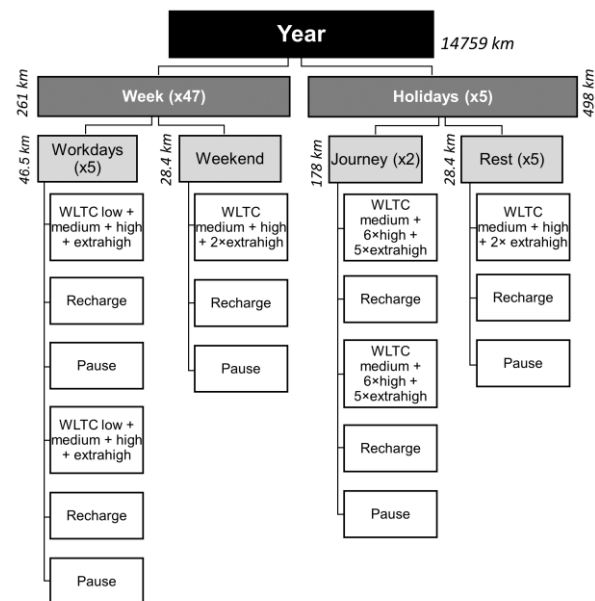 Year
14759 km
261 km
Week (x47)
Holidays (x5)
498 km
46.5 km
Workdays
(x5)
28.4 km
Weekend
178 km
Journey (x2)
28.4 km
Rest (x5)
WLTC low +
medium + high
+ extrahigh
Recharge
Pause
WLTC low +
medium + high
+ extrahigh
Recharge
Pause
WLTC
medium + high
+ 2×extrahigh
Recharge
Pause
WLTC
medium +
6×high +
5×extrahigh
Recharge
WLTC
medium +
6×high +
5×extrahigh
Recharge
Pause
WLTC
medium + high
+ 2× extrahigh
Recharge
Pause